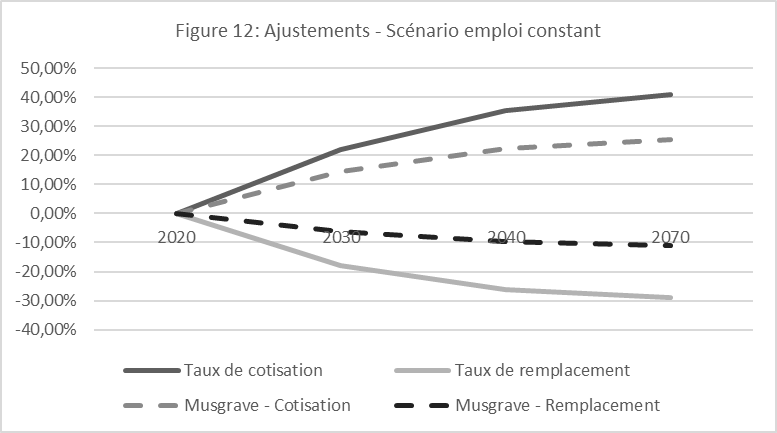 Figure 12: Ajustements - Scénario emploi constant
50,00%
40,00%
30,00%
20,00%
10,00%
0,00%
-10,00%
-20,00%
-30,00%
-40,00%
2020 2030 2040 2070
Taux de cotisation Taux de remplacement
Musgrave - Cotisation Musgrave - Remplacement